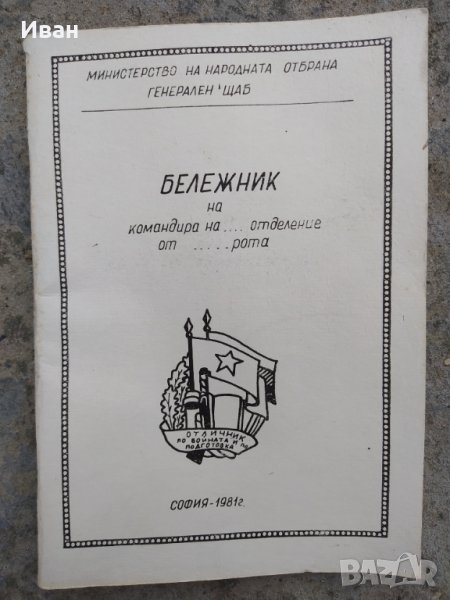 Иван
МИНИСТЕРСТВО НА НАРОДНАТА ОТБРАНА
ГЕНЕРАЛЕН ЩАБ
БЕЛЕЖНИК
на
командира на .... отделение
от ..... рота
ОТЛИЧНИК
ПО БОЙНАТА И
ПОДГОТОВКА
СОФИЯ - 1981г.
BAZAR